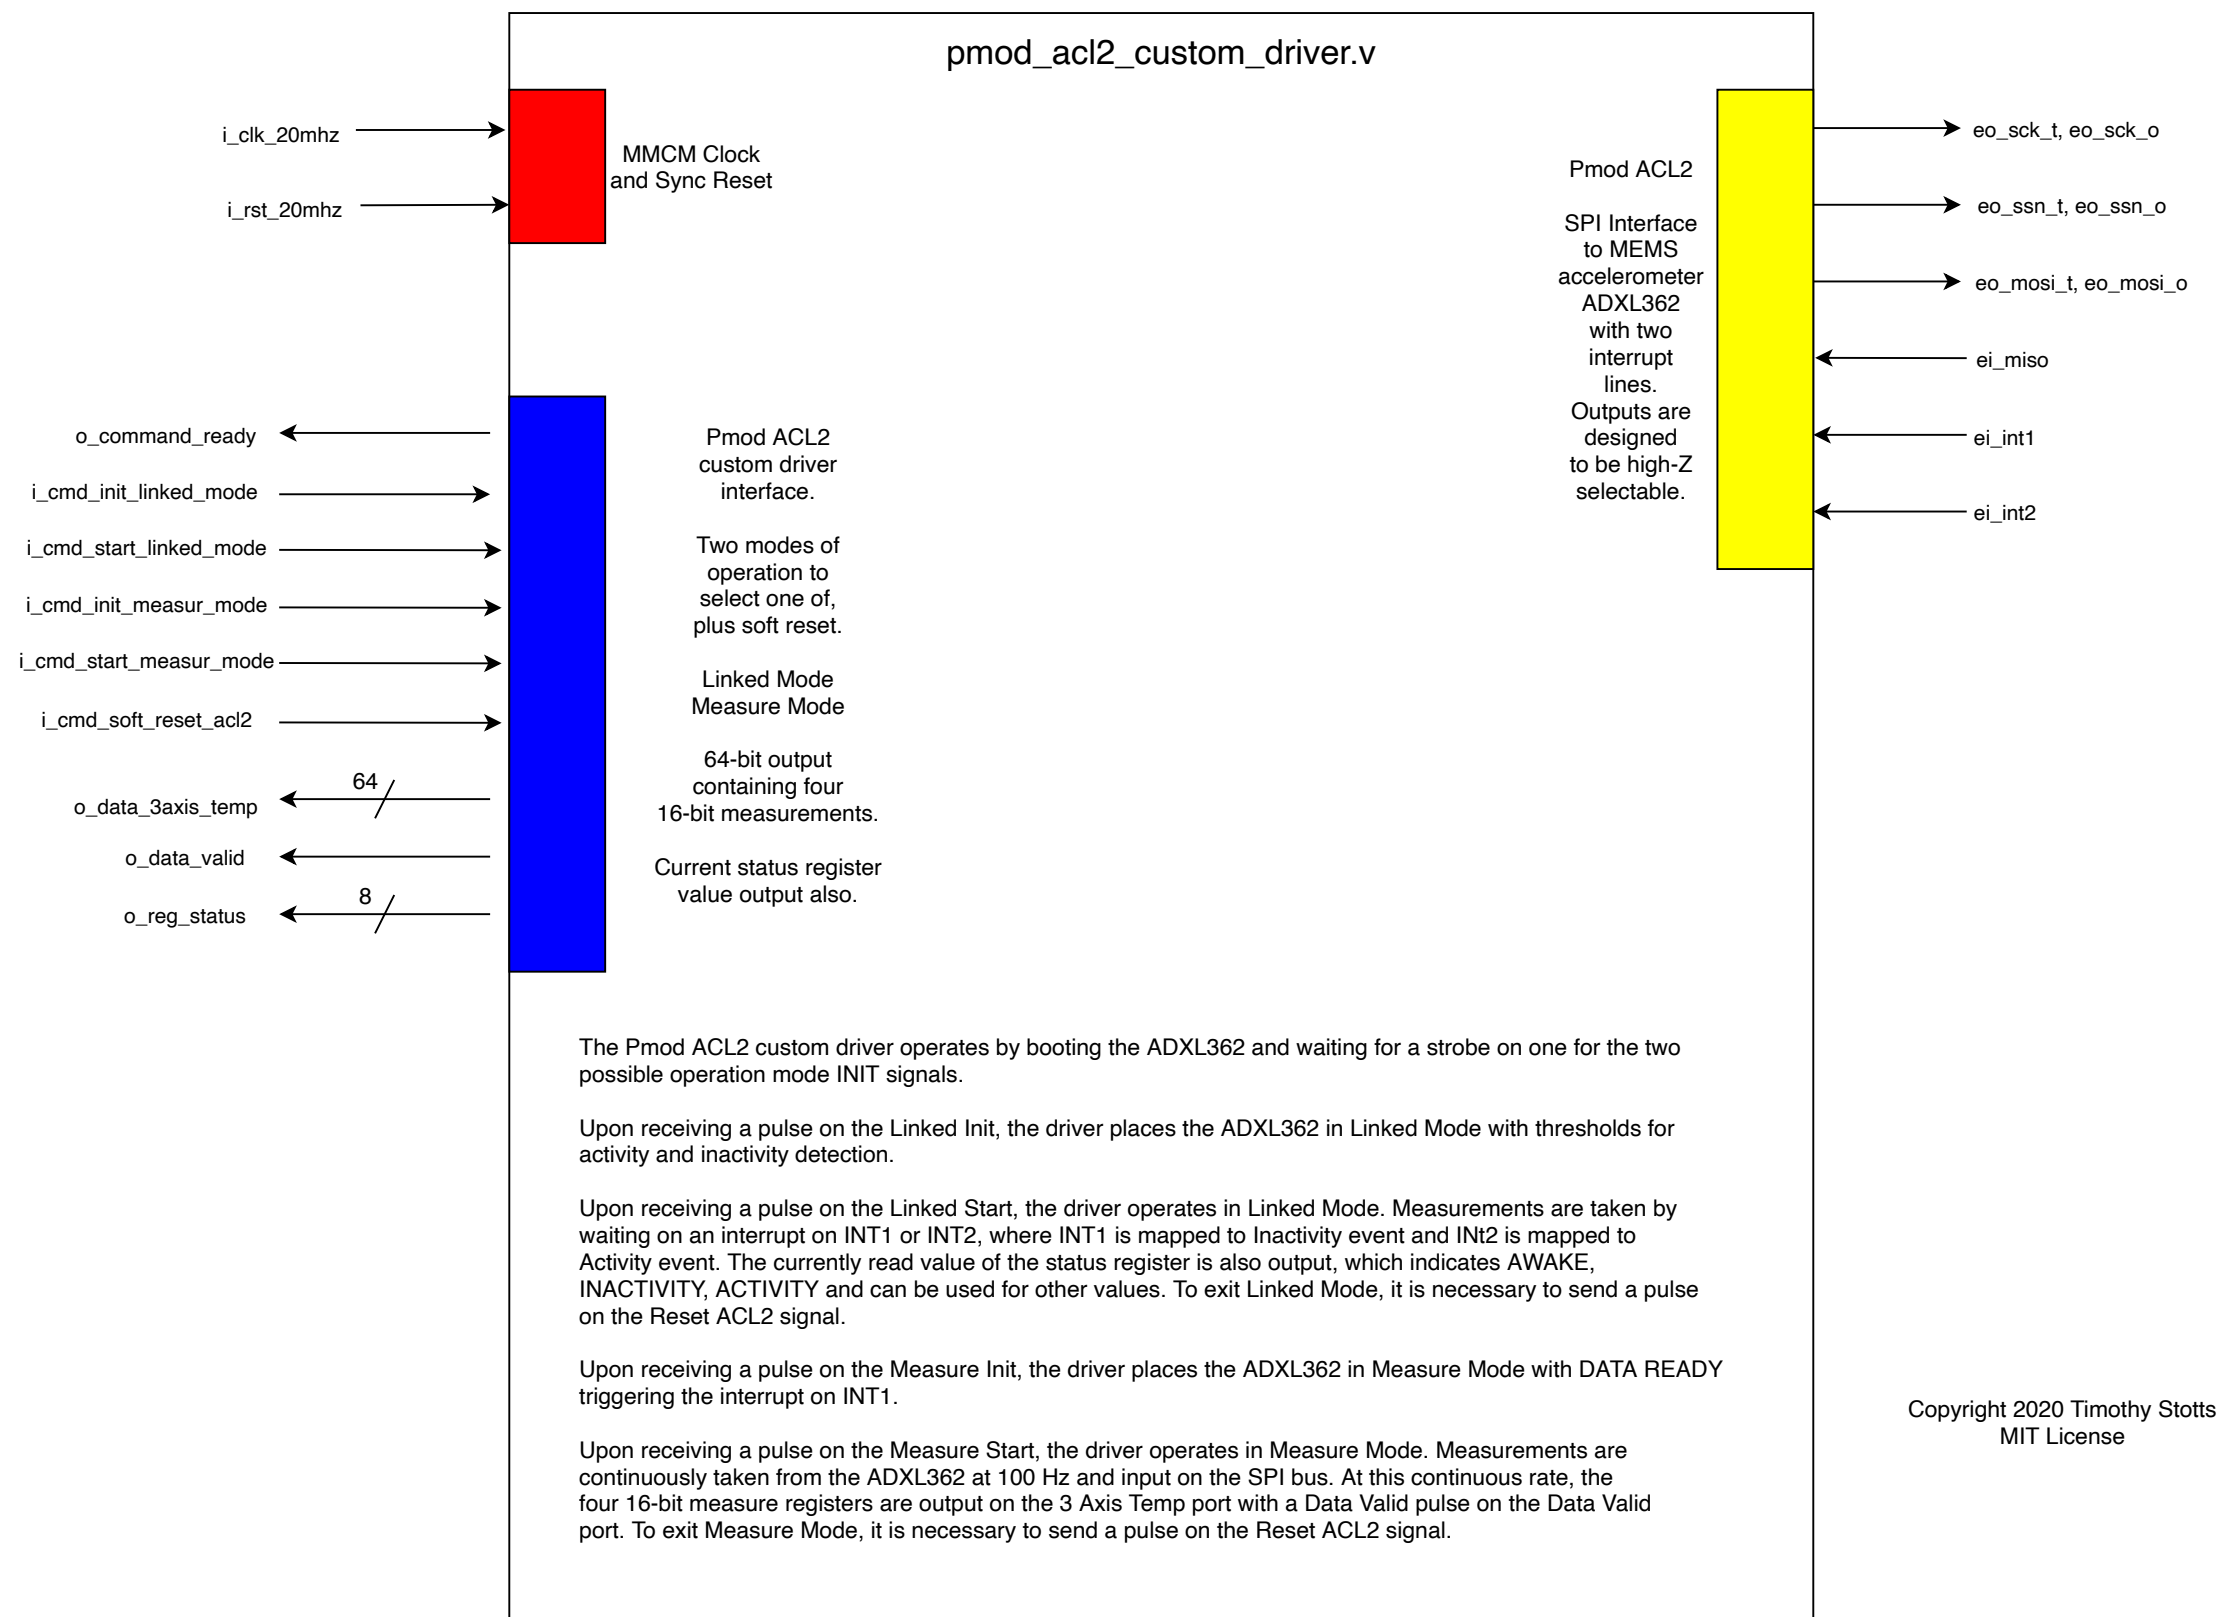 pmod_acl2_custom_driver.v
i_clk_20mhz
i_rst_20mhz
MMCM Clock
and Sync Reset
o_command_ready
i_cmd_init_linked_mode
i_cmd_start_linked_mode
i_cmd_init_measur_mode
i_cmd_start_measur_mode
i_cmd_soft_reset_acl2
64
o_data_3axis_temp
o_data_valid
8
o_reg_status
Pmod ACL2
custom driver
interface.
Two modes of
operation to
select one of,
plus soft reset.
Linked Mode
Measure Mode
64-bit output
containing four
16-bit measurements.
Current status register
value output also.
Pmod ACL2
SPI Interface
to MEMS
accelerometer
ADXL362
with two
interrupt
lines.
Outputs are
designed
to be high-Z
selectable.
eo_sck_t, eo_sck_o
eo_ssn_t, eo_ssn_o
eo_mosi_t, eo_mosi_o
ei_miso
ei_int1
ei_int2
The Pmod ACL2 custom driver operates by booting the ADXL362 and waiting for a strobe on one for the two
possible operation mode INIT signals.
Upon receiving a pulse on the Linked Init, the driver places the ADXL362 in Linked Mode with thresholds for
activity and inactivity detection.
Upon receiving a pulse on the Linked Start, the driver operates in Linked Mode. Measurements are taken by
waiting on an interrupt on INT1 or INT2, where INT1 is mapped to Inactivity event and INt2 is mapped to
Activity event. The currently read value of the status register is also output, which indicates AWAKE,
INACTIVITY, ACTIVITY and can be used for other values. To exit Linked Mode, it is necessary to send a pulse
on the Reset ACL2 signal.
Upon receiving a pulse on the Measure Init, the driver places the ADXL362 in Measure Mode with DATA READY
triggering the interrupt on INT1.
Upon receiving a pulse on the Measure Start, the driver operates in Measure Mode. Measurements are
continuously taken from the ADXL362 at 100 Hz and input on the SPI bus. At this continuous rate, the
four 16-bit measure registers are output on the 3 Axis Temp port with a Data Valid pulse on the Data Valid
port. To exit Measure Mode, it is necessary to send a pulse on the Reset ACL2 signal.
Copyright 2020 Timothy Stotts
MIT License